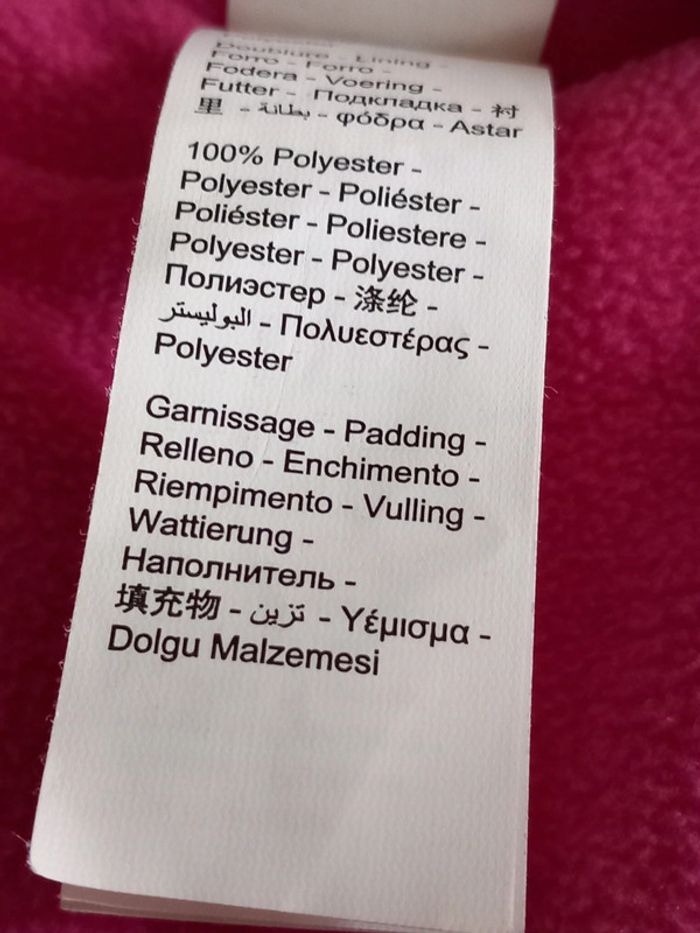 Doublure - Lining -
Forro - Forro -
Fodera - Voering -
Futter - Подкладка - 衬
里 - بطانة - φόδρα - Astar
100% Polyester -
Polyester - Poliéster -
Poliéster - Poliestere -
Polyester - Polyester -
Полиэстер - 涤纶 -
البوليستر - Πολυεστέρας -
Polyester
Garnissage - Padding -
Relleno - Enchimento -
Riempimento - Vulling -
Wattierung -
Наполнитель -
填充物 - تزين - Υέμισμα -
Dolgu Malzemesi